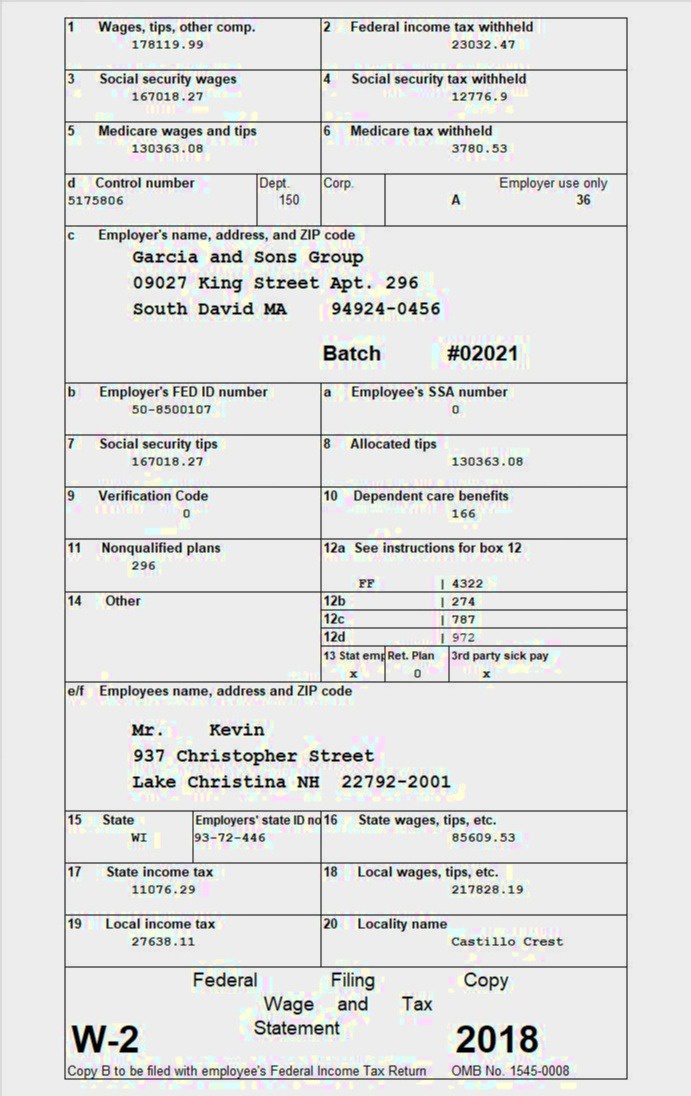 1 Wages, tips, other comp. 2 Federal income tax withheld
178119.99 23032.47
3 Social security wages 4 Social security tax withheld
167018.27 12776.9
5 Medicare wages and tips 6 Medicare tax withheld
130363.08 3780.53
d Control number Dept. Corp. Employer use only
5175806 150 A 36
c Employer's name, address, and ZIP code
Garcia and Sons Group
09027 King Street Apt. 296
South David MA 94924-0456
Batch #02021
b Employer's FED ID number a Employee's SSA number
50-8500107 0
7 Social security tips 8 Allocated tips
167018.27 130363.08
9 Verification Code 10 Dependent care benefits
0 166
11 Nonqualified plans 12a See instructions for box 12
296
FF | 4322
14 Other 12b | 274
12c | 787
12d | 972
13 Stat emp Ret. Plan 3rd party sick pay
x 0 x
e/f Employees name, address and ZIP code
Mr. Kevin
937 Christopher Street
Lake Christina NH 22792-2001
15 State Employers' state ID no 16 State wages, tips, etc.
WI 93-72-446 85609.53
17 State income tax 18 Local wages, tips, etc.
11076.29 217828.19
19 Local income tax 20 Locality name
27638.11 Castillo Crest
Federal Filing Copy
Wage and Tax
W-2 Statement 2018
Copy B to be filed with employee's Federal Income Tax Return OMB No. 1545-0008